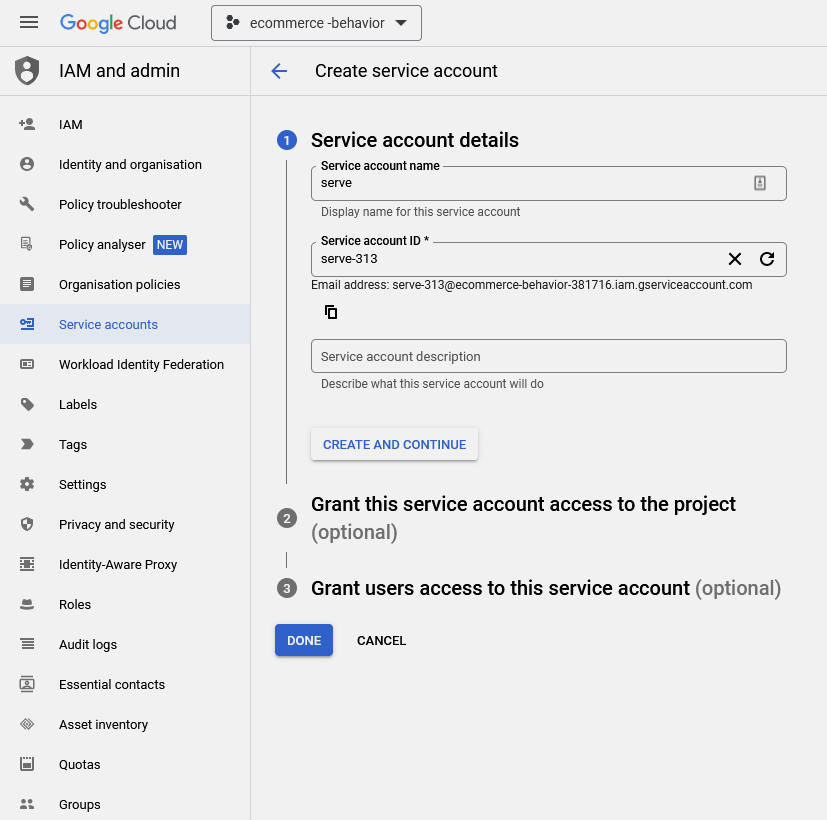 Google Cloud
ecommerce -behavior
IAM and admin
Create service account
IAM
Identity and organisation
Policy troubleshooter
Policy analyser NEW
Organisation policies
Service accounts
Workload Identity Federation
Labels
Tags
Settings
Privacy and security
Identity-Aware Proxy
Roles
Audit logs
Essential contacts
Asset inventory
Quotas
Groups
1 Service account details
Service account name
serve
Display name for this service account
Service account ID *
serve-313
Email address: serve-313@ecommerce-behavior-381716.iam.gserviceaccount.com
Service account description
Describe what this service account will do
CREATE AND CONTINUE
2 Grant this service account access to the project
(optional)
3 Grant users access to this service account (optional)
DONE CANCEL